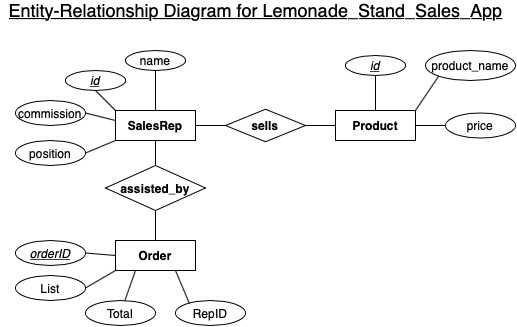 Entity-Relationship Diagram for Lemonade_Stand_Sales_App
name
id
id
product_name
commission
SalesRep
sells
Product
price
position
assisted_by
orderID
Order
List
Total
RepID